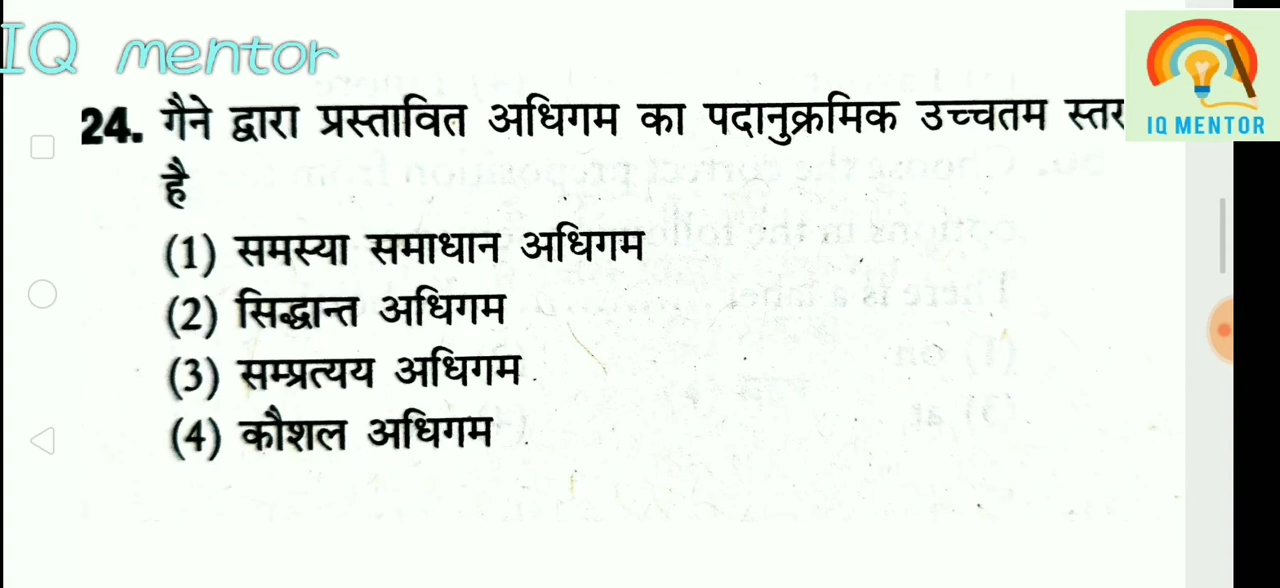 IQ mentor
24. गैने द्वारा प्रस्तावित अधिगम का पदानुक्रमिक उच्चतम स्तर
IQ MENTOR
है
(1) समस्या समाधान अधिगम
(2) सिद्धान्त अधिगम
(3) सम्प्रत्यय अधिगम
(4) कौशल अधिगम